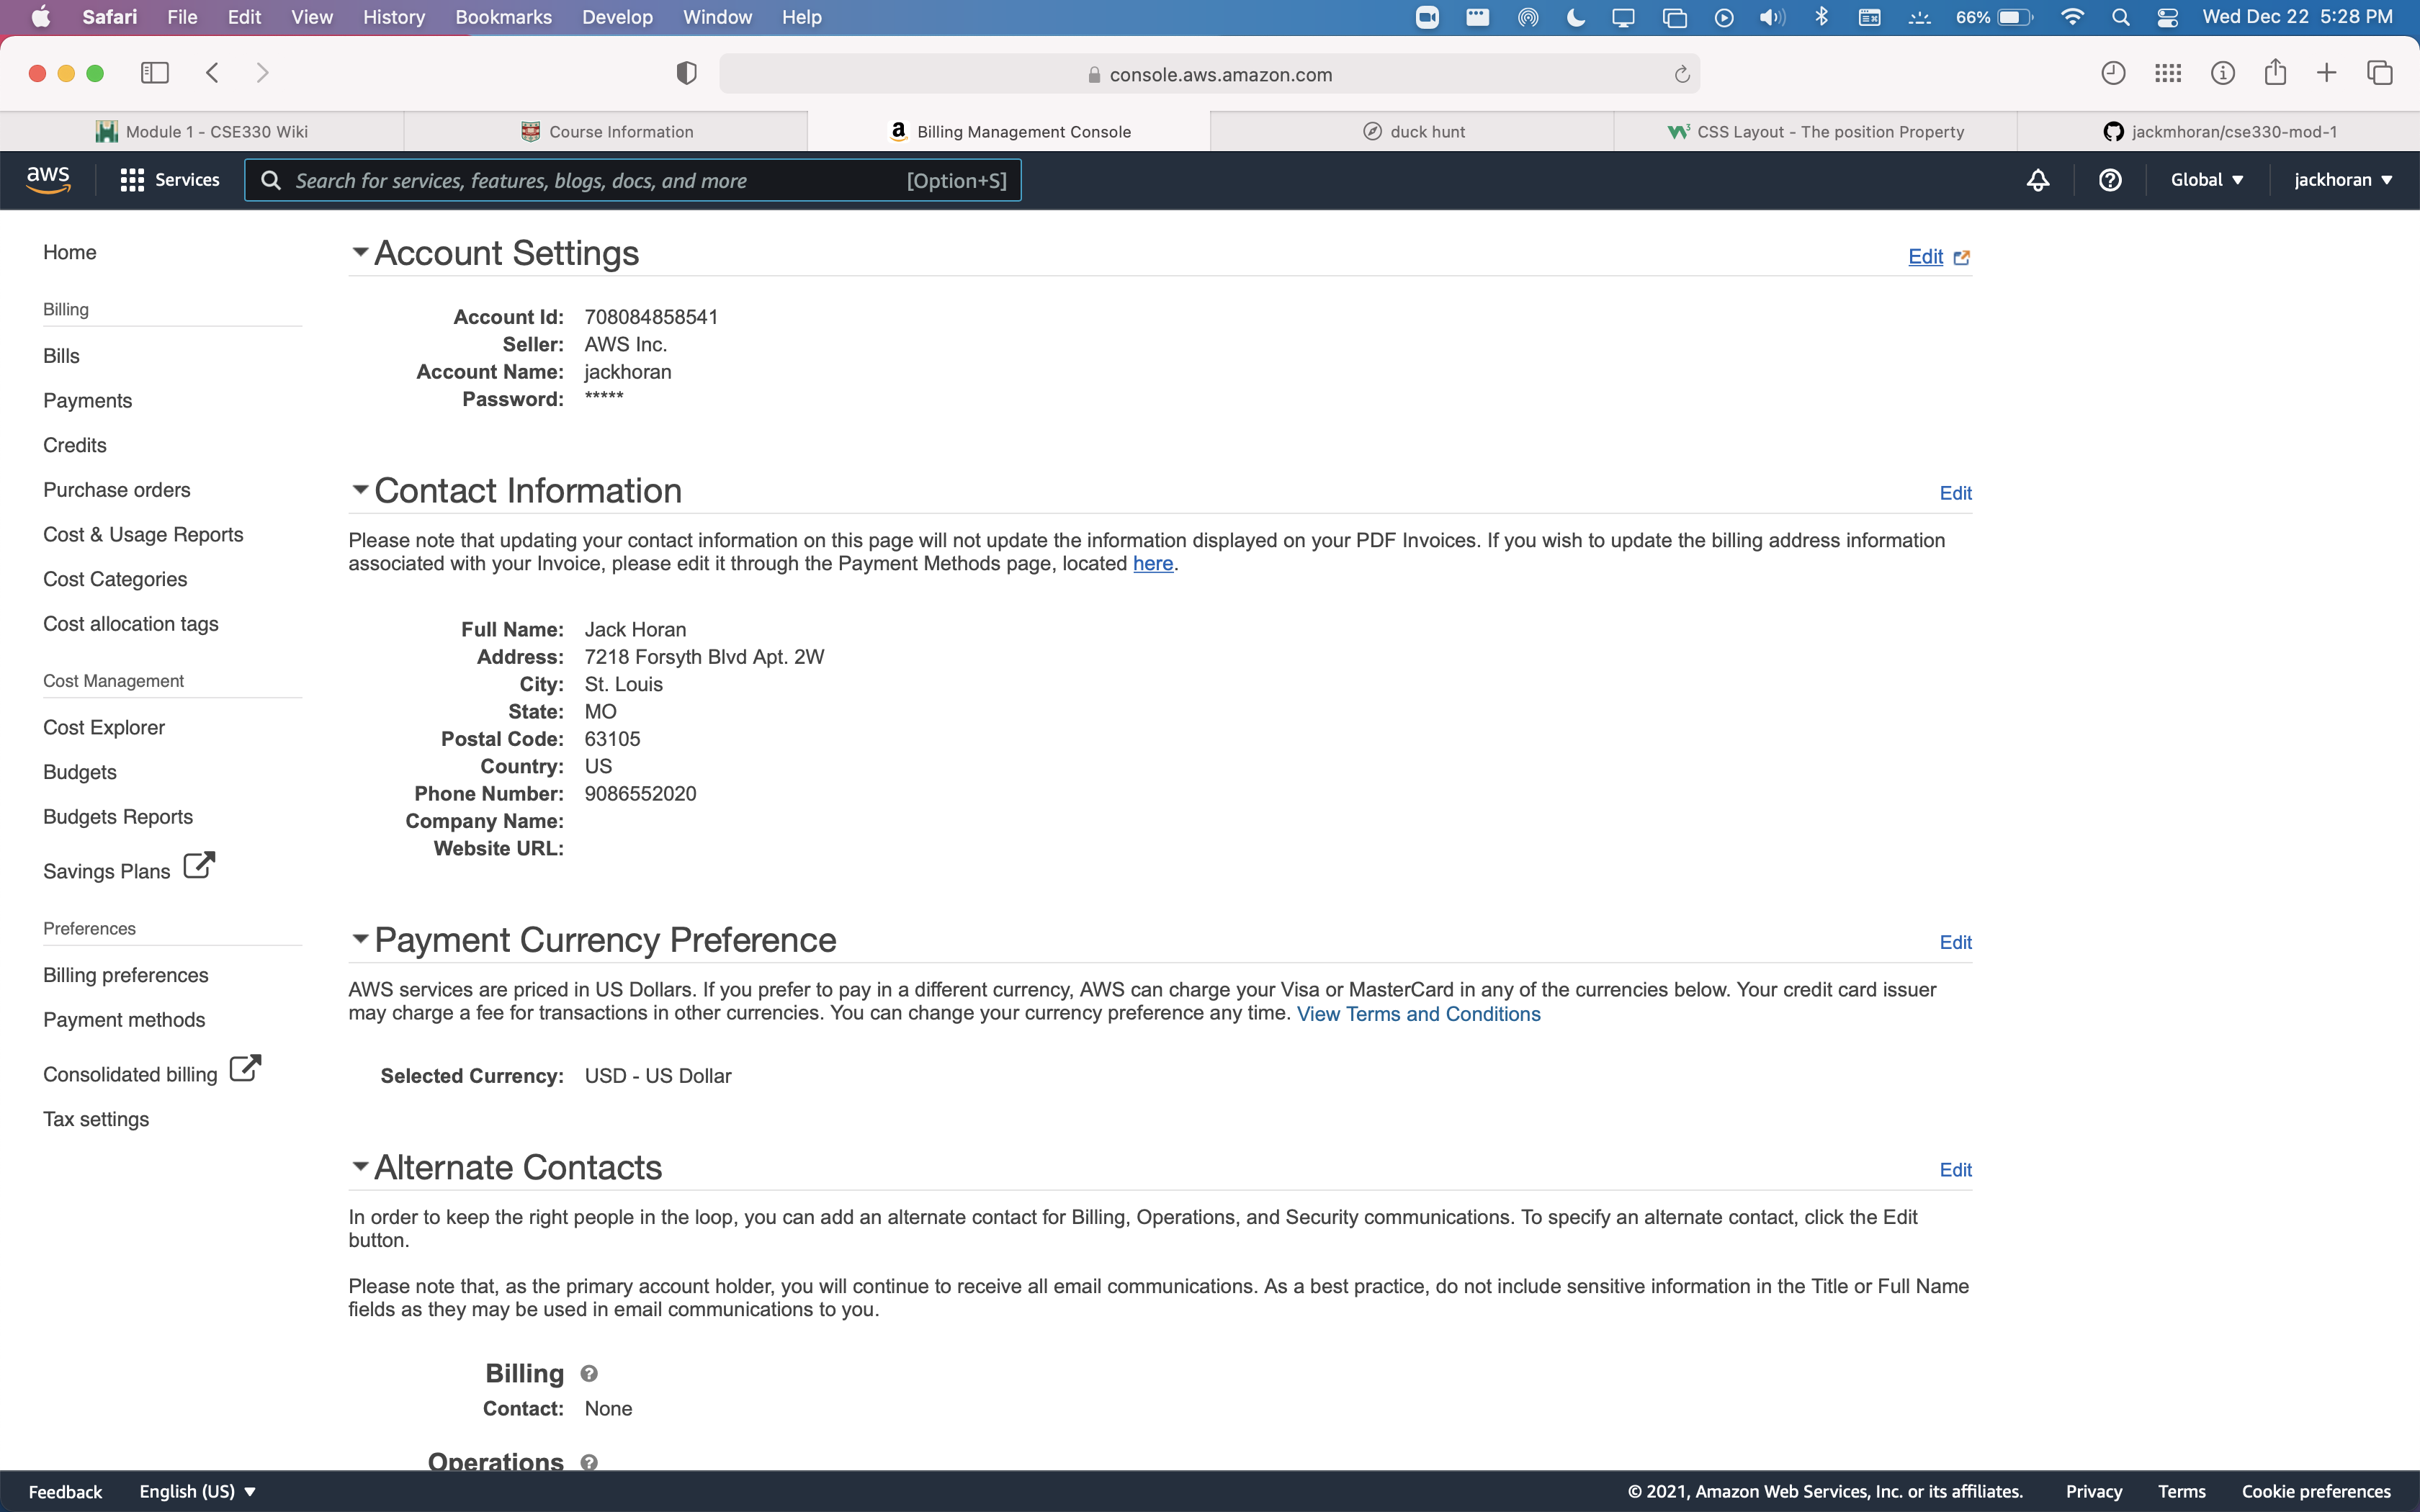 Safari File Edit View History Bookmarks Develop Window Help 66% Wed Dec 22 5:28 PM
console.aws.amazon.com
Module 1 - CSE330 Wiki Course Information Billing Management Console duck hunt CSS Layout - The position Property jackmhoran/cse330-mod-1
aws Services Search for services, features, blogs, docs, and more [Option+S] Global jackhoran
Home
Billing
Bills
Payments
Credits
Purchase orders
Cost & Usage Reports
Cost Categories
Cost allocation tags
Cost Management
Cost Explorer
Budgets
Budgets Reports
Savings Plans
Preferences
Billing preferences
Payment methods
Consolidated billing
Tax settings
Account Settings Edit
Account Id: 708084858541
Seller: AWS Inc.
Account Name: jackhoran
Password: *****
Contact Information Edit
Please note that updating your contact information on this page will not update the information displayed on your PDF Invoices. If you wish to update the billing address information
associated with your Invoice, please edit it through the Payment Methods page, located here.
Full Name: Jack Horan
Address: 7218 Forsyth Blvd Apt. 2W
City: St. Louis
State: MO
Postal Code: 63105
Country: US
Phone Number: 9086552020
Company Name:
Website URL:
Payment Currency Preference Edit
AWS services are priced in US Dollars. If you prefer to pay in a different currency, AWS can charge your Visa or MasterCard in any of the currencies below. Your credit card issuer
may charge a fee for transactions in other currencies. You can change your currency preference any time. View Terms and Conditions
Selected Currency: USD - US Dollar
Alternate Contacts Edit
In order to keep the right people in the loop, you can add an alternate contact for Billing, Operations, and Security communications. To specify an alternate contact, click the Edit
button.
Please note that, as the primary account holder, you will continue to receive all email communications. As a best practice, do not include sensitive information in the Title or Full Name
fields as they may be used in email communications to you.
Billing
Contact: None
Operations
Feedback English (US) © 2021, Amazon Web Services, Inc. or its affiliates. Privacy Terms Cookie preferences